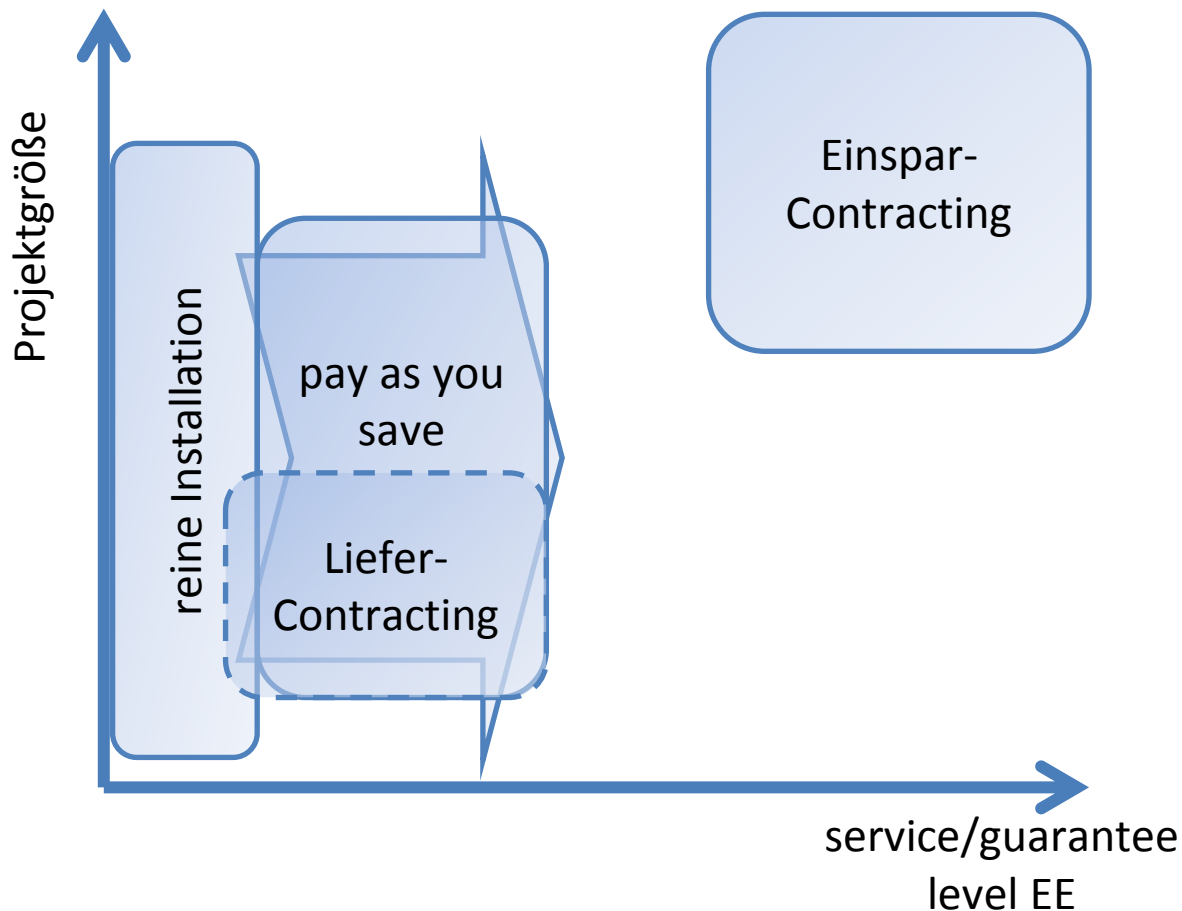 Projektgröße
reine Installation
pay as you
save
Liefer-
Contracting
Einspar-
Contracting
service/guarantee
level EE